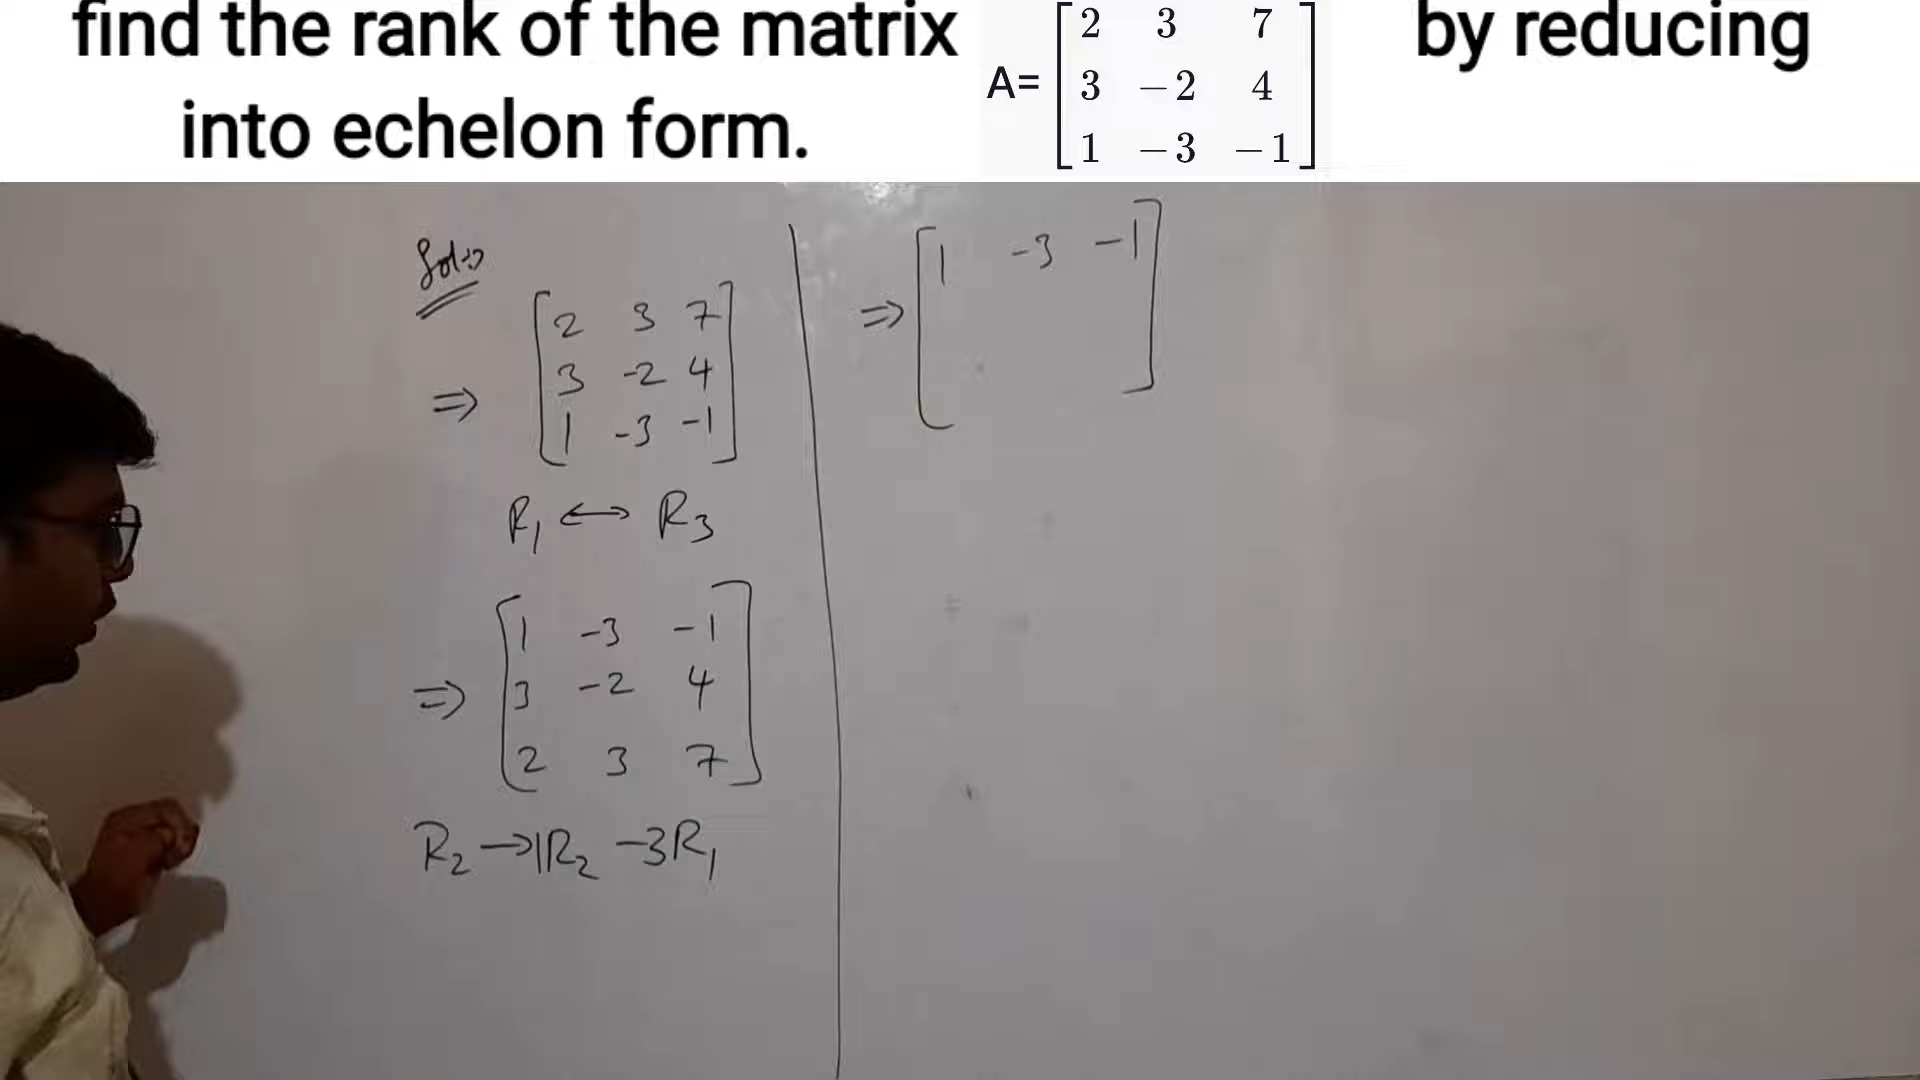 find the rank of the matrix A= [2 3 7 by reducing
3 −2 4
1 −3 −1]
into echelon form.
Sol:→
⇒ [2 3 7
3 -2 4
1 -3 -1]
R₁ ↔ R₃
⇒ [1 -3 -1
3 -2 4
2 3 7]
R₂ → 1R₂ -3R₁
⇒ [1 -3 -1]